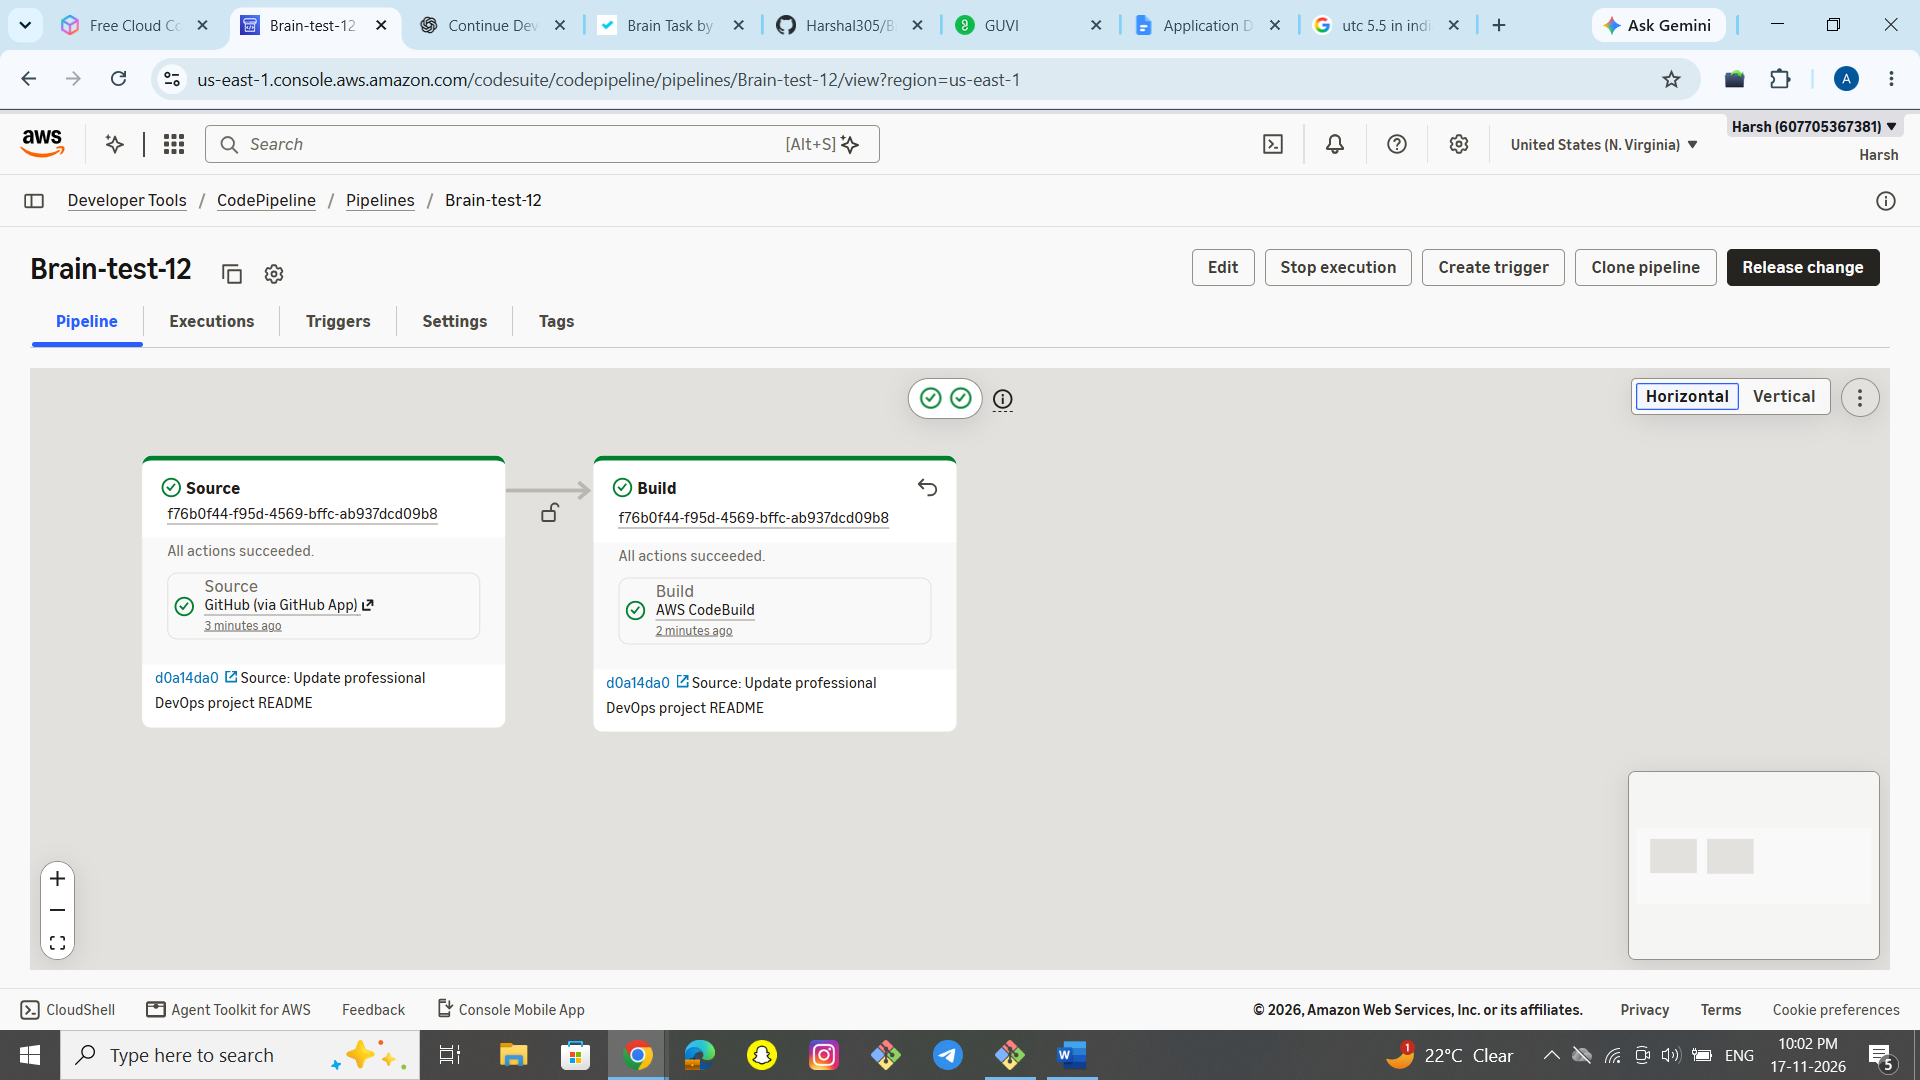 Free Cloud Co
Brain-test-12
Continue Dev
Brain Task by
Harshal305/B
GUVI
Application D
utc 5.5 in indi
Ask Gemini
us-east-1.console.aws.amazon.com/codesuite/codepipeline/pipelines/Brain-test-12/view?region=us-east-1
A
aws
Search
[Alt+S]
United States (N. Virginia)
Harsh (607705367381)
Harsh
Developer Tools / CodePipeline / Pipelines / Brain-test-12
Brain-test-12
Edit
Stop execution
Create trigger
Clone pipeline
Release change
Pipeline
Executions
Triggers
Settings
Tags
Horizontal
Vertical
Source
f76b0f44-f95d-4569-bffc-ab937dcd09b8
All actions succeeded.
Source
GitHub (via GitHub App)
3 minutes ago
d0a14da0 Source: Update professional
DevOps project README
Build
f76b0f44-f95d-4569-bffc-ab937dcd09b8
All actions succeeded.
Build
AWS CodeBuild
2 minutes ago
d0a14da0 Source: Update professional
DevOps project README
CloudShell
Agent Toolkit for AWS
Feedback
Console Mobile App
© 2026, Amazon Web Services, Inc. or its affiliates.
Privacy
Terms
Cookie preferences
Type here to search
1
22°C Clear
ENG
10:02 PM
17-11-2026
5